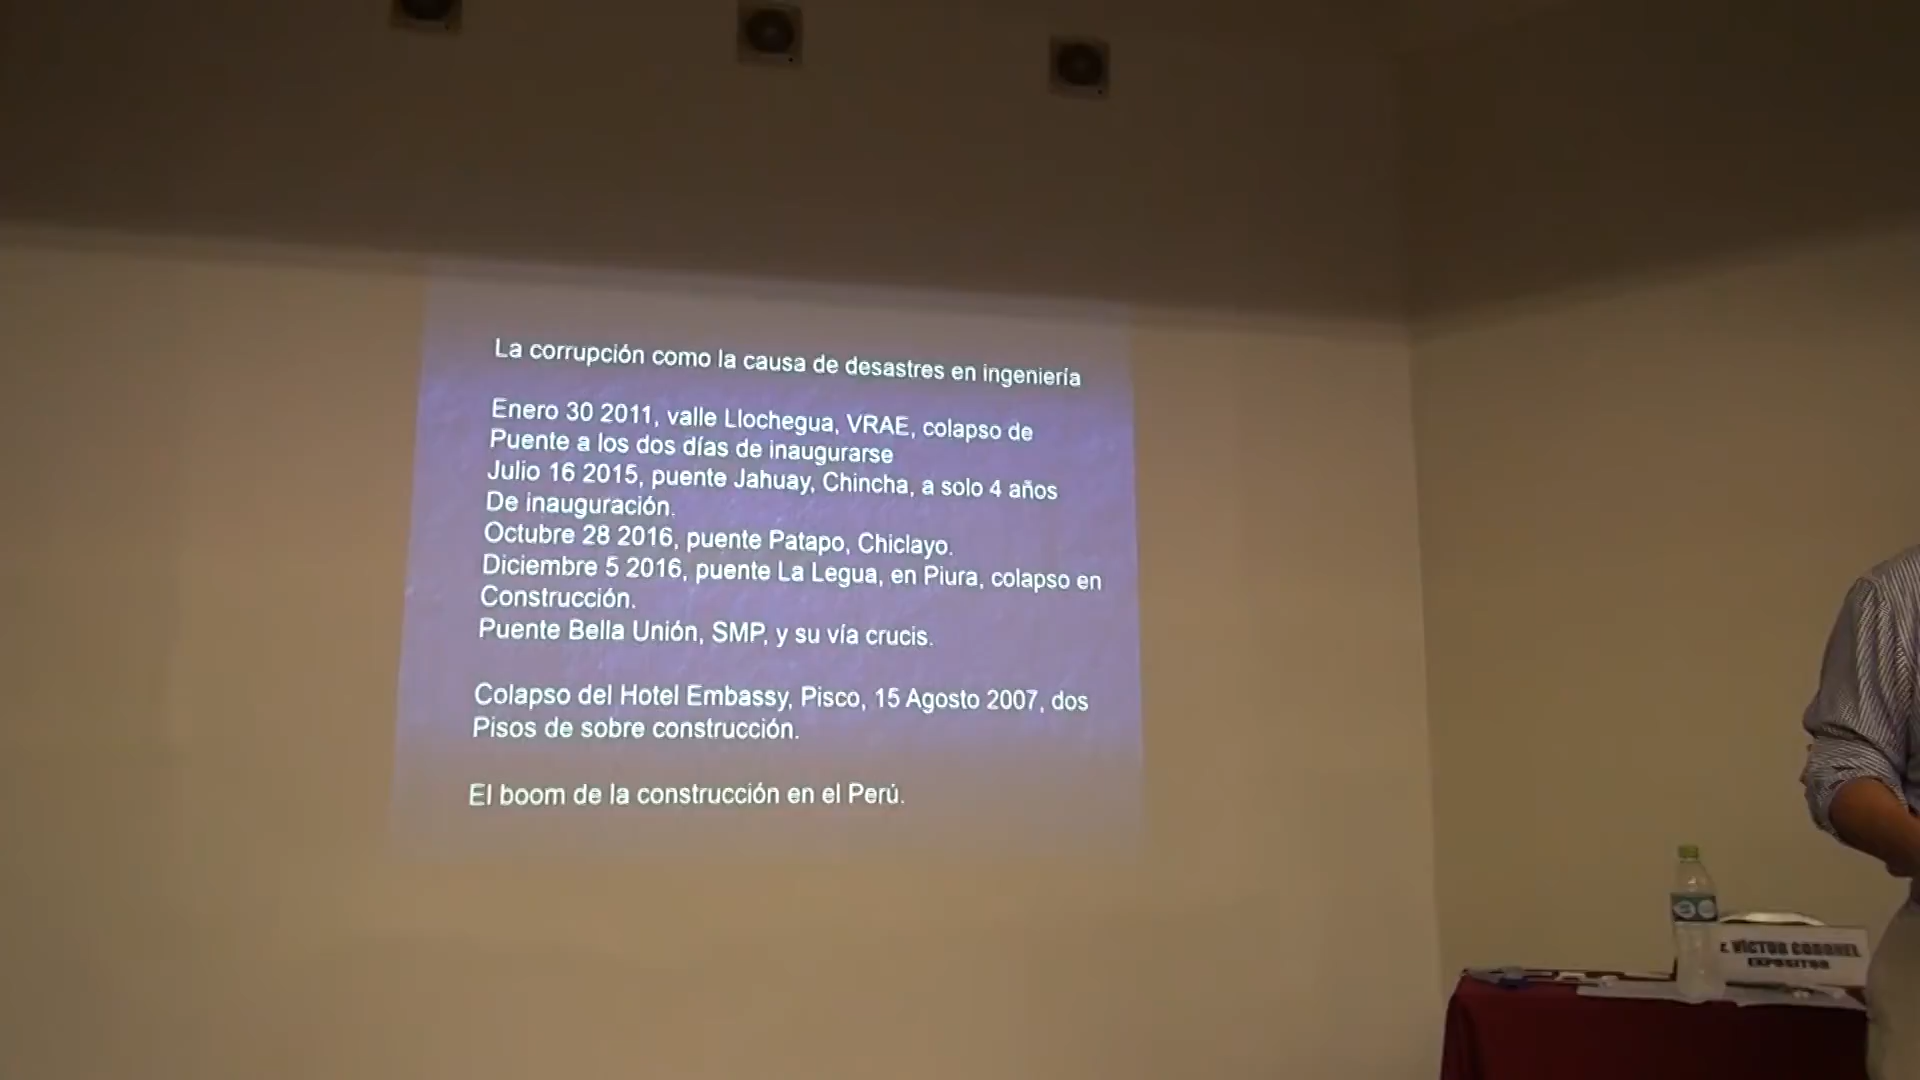 La corrupción como la causa de desastres en ingeniería
Enero 30 2011, valle Llochegua, VRAE, colapso de
Puente a los dos días de inaugurarse
Julio 16 2015, puente Jahuay, Chincha, a solo 4 años
De inauguración.
Octubre 28 2016, puente Patapo, Chiclayo.
Diciembre 5 2016, puente La Legua, en Piura, colapso en
Construcción.
Puente Bella Unión, SMP, y su vía crucis.
Colapso del Hotel Embassy, Pisco, 15 Agosto 2007, dos
Pisos de sobre construcción.
El boom de la construcción en el Perú.
VÍCTOR CORONEL
EXPOSITOR